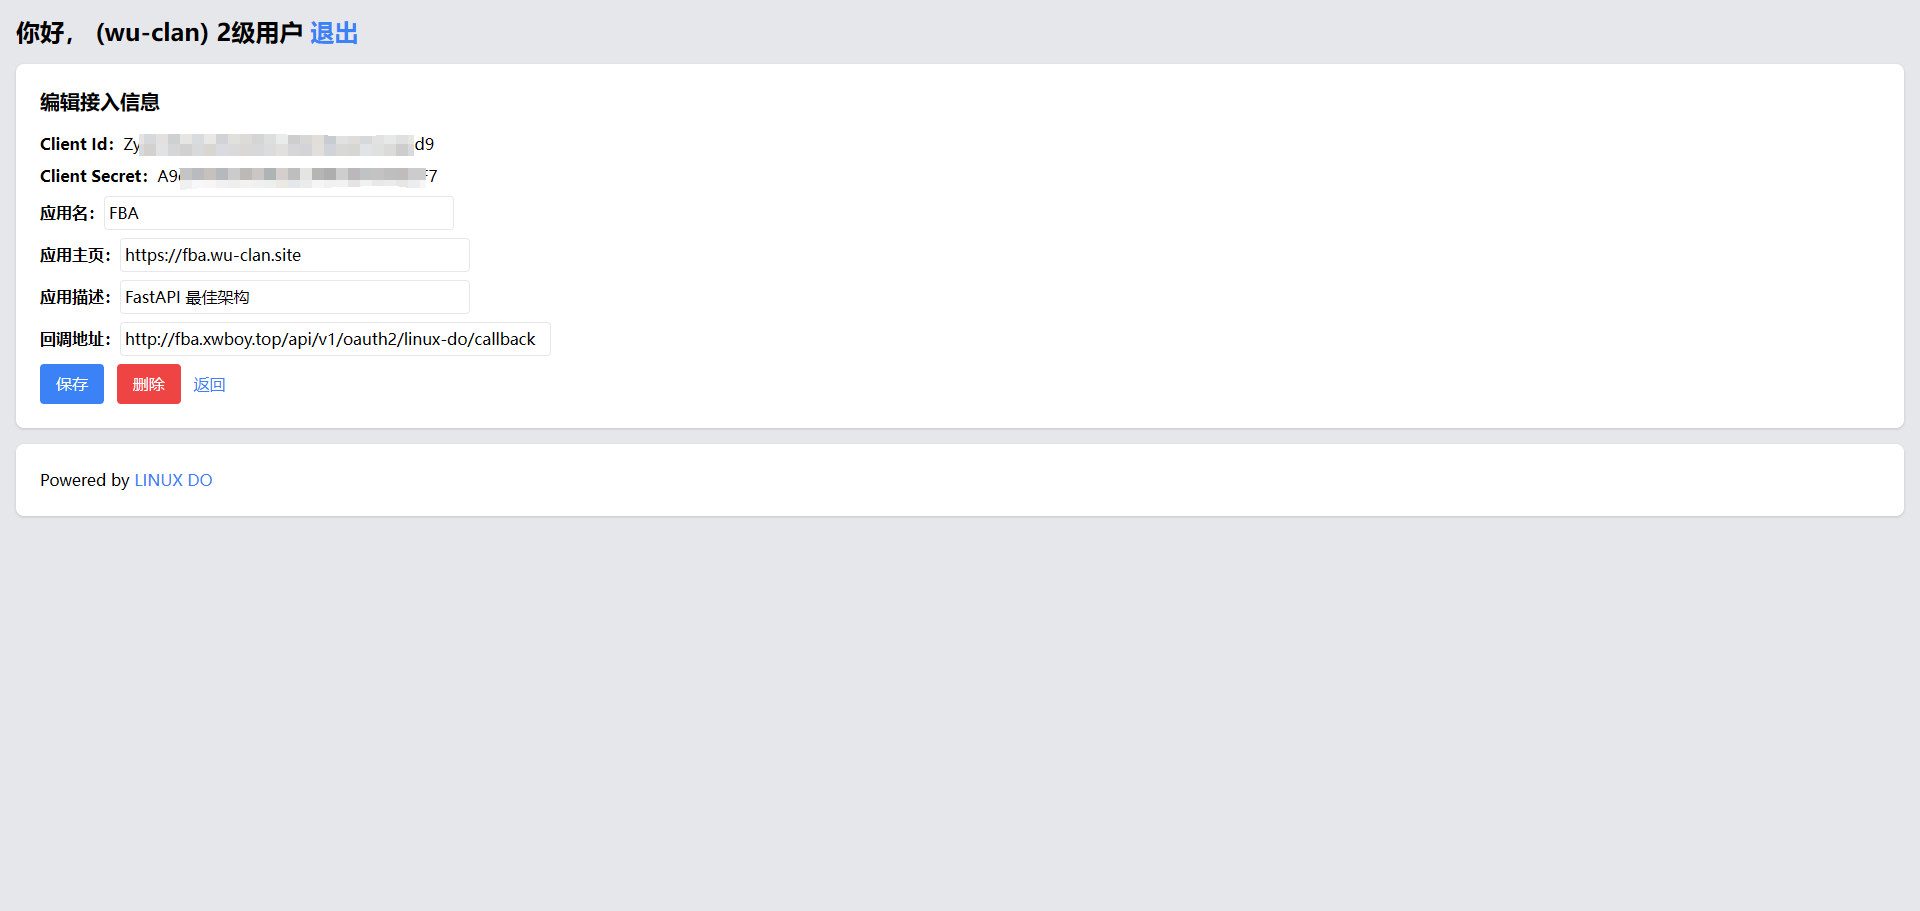 你好， (wu-clan) 2级用户 退出
编辑接入信息
Client Id： Zy d9
Client Secret： A9 f7
应用名： FBA
应用主页： https://fba.wu-clan.site
应用描述： FastAPI 最佳架构
回调地址： http://fba.xwboy.top/api/v1/oauth2/linux-do/callback
保存 删除 返回
Powered by LINUX DO